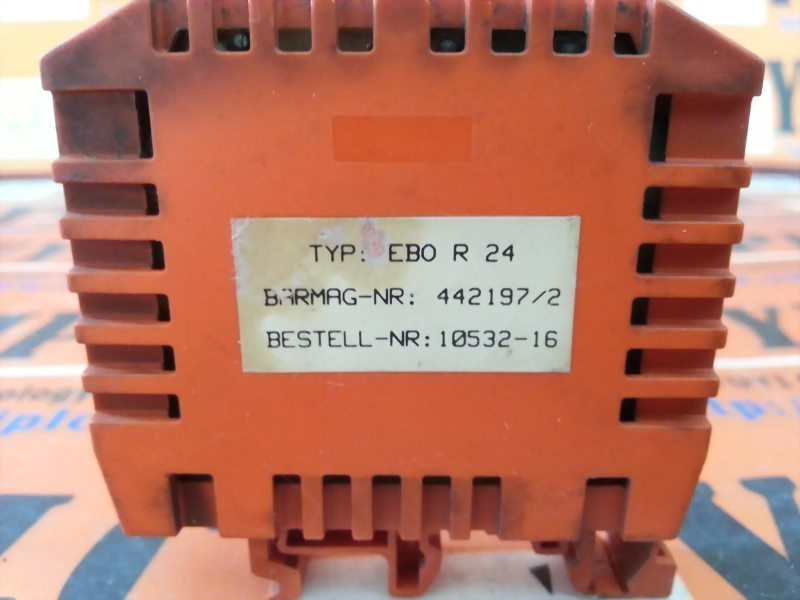 TYP: EBO R 24
BARMAG-NR: 442197/2
BESTELL-NR:10532-16